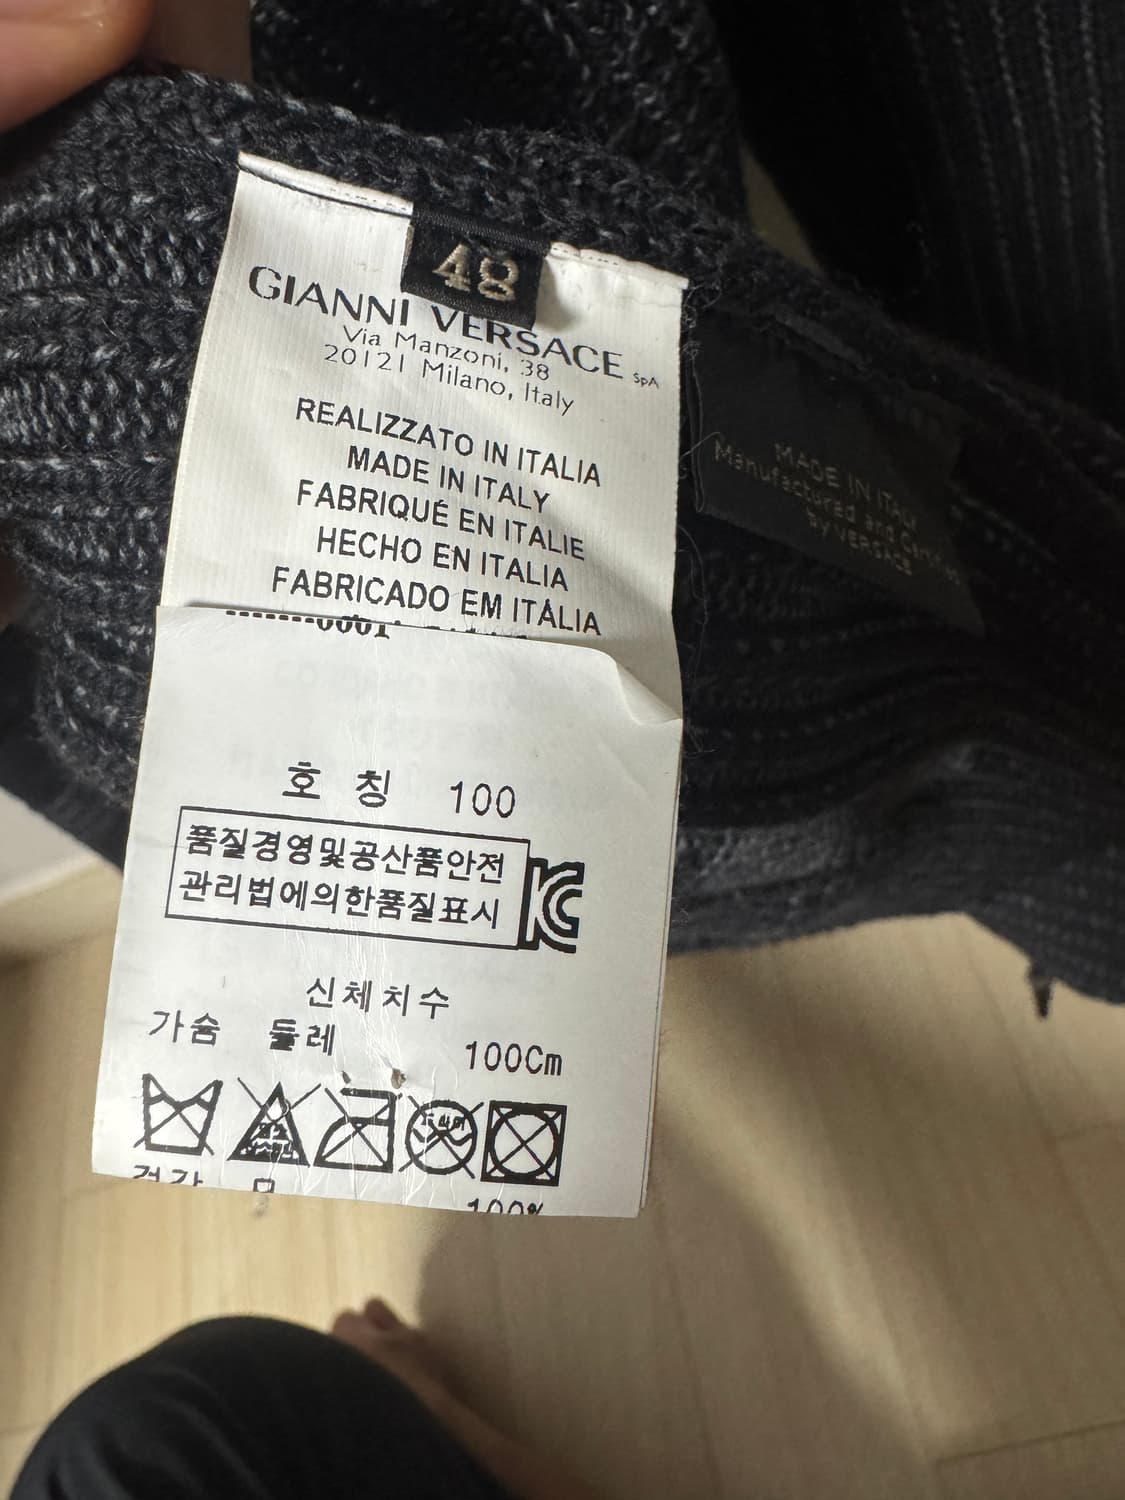 48
GIANNI VERSACE SpA
Via Manzoni, 38
20121 Milano, Italy
REALIZZATO IN ITALIA
MADE IN ITALY
FABRIQUÉ EN ITALIE
HECHO EN ITALIA
FABRICADO EM ITÁLIA
호 칭 100
품질경영및공산품안전
관리법에의한품질표시
신체치수
가슴 둘레 100Cm
100%
MADE IN ITALY
Manufactured and
by VERSACE